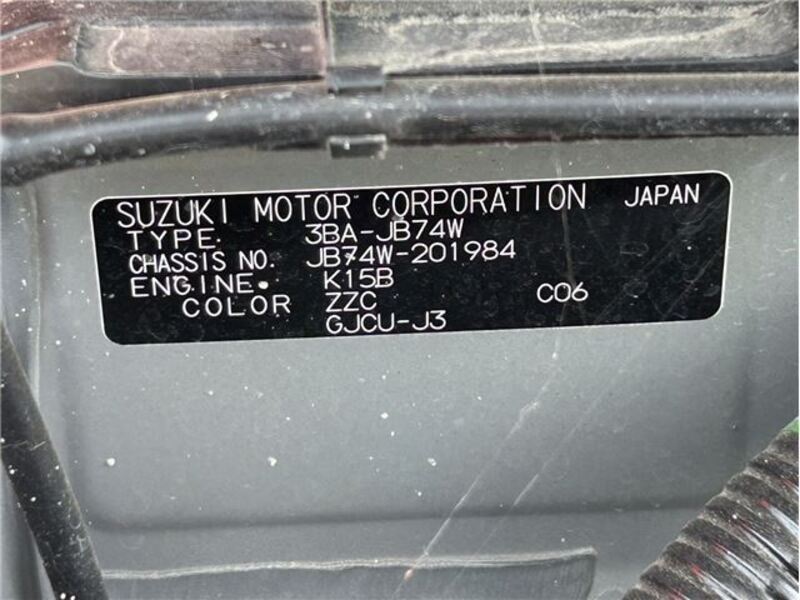 SUZUKI MOTOR CORPORATION JAPAN
TYPE. 3BA-JB74W
CHASSIS NO. JB74W-201984
ENGINE. K15B
COLOR ZZC C06
GJCU-J3